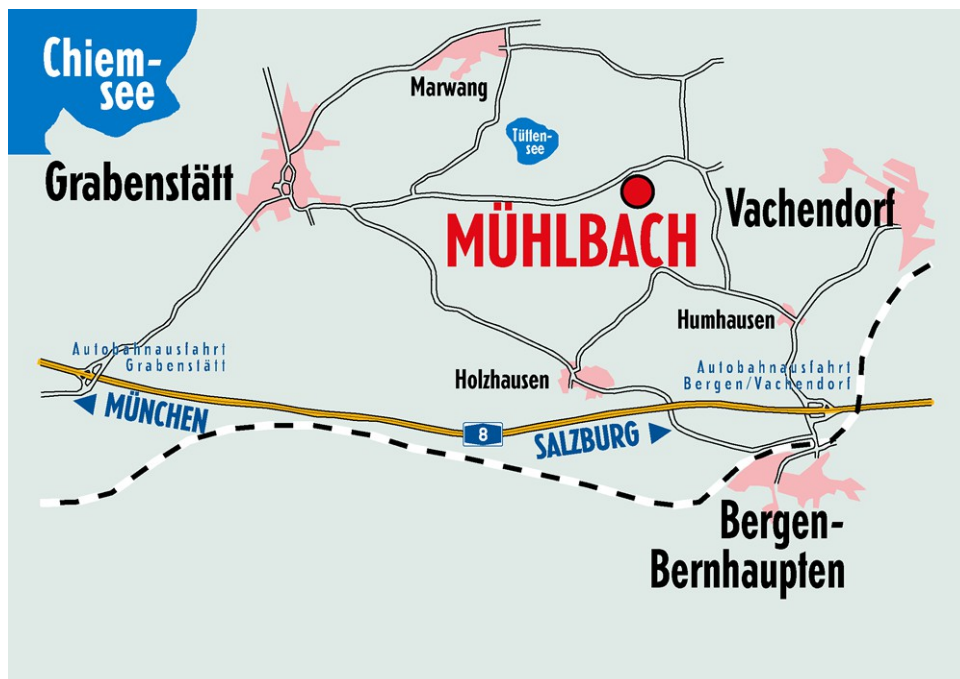 Chiem-
see
Marwang
Tütten-
see
Grabenstätt
MÜHLBACH
Vachendorf
Humhausen
Autobahnausfahrt
Grabenstätt
Holzhausen
Autobahnausfahrt
Bergen/Vachendorf
MÜNCHEN
8
SALZBURG
Bergen-
Bernhaupten